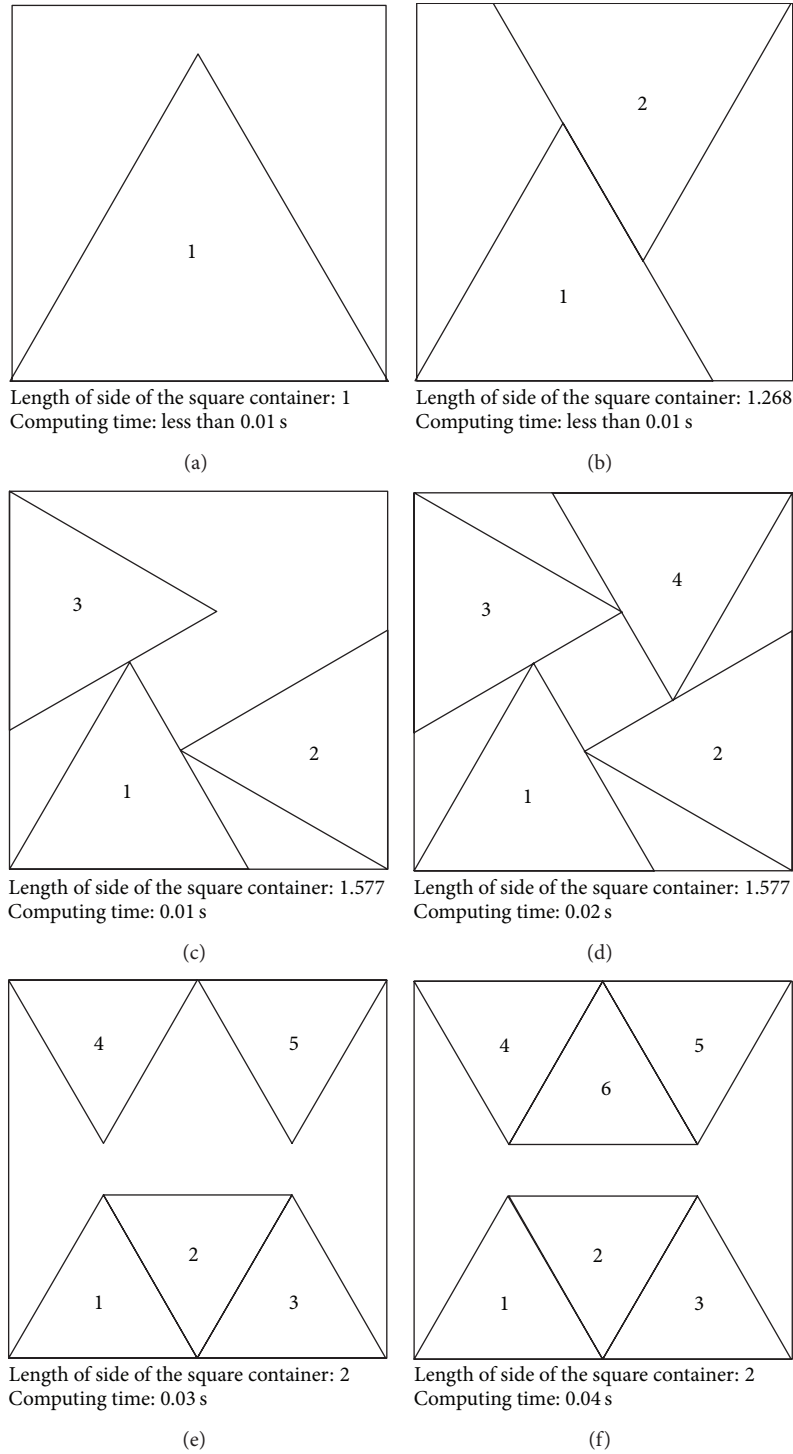 1
2
1
Length of side of the square container: 1
Computing time: less than 0.01 s
(a)
Length of side of the square container: 1.268
Computing time: less than 0.01 s
(b)
3
2
1
Length of side of the square container: 1.577
Computing time: 0.01 s
(c)
4
3
2
1
Length of side of the square container: 1.577
Computing time: 0.02 s
(d)
4
5
2
1
3
Length of side of the square container: 2
Computing time: 0.03 s
(e)
4
5
6
2
1
3
Length of side of the square container: 2
Computing time: 0.04 s
(f)